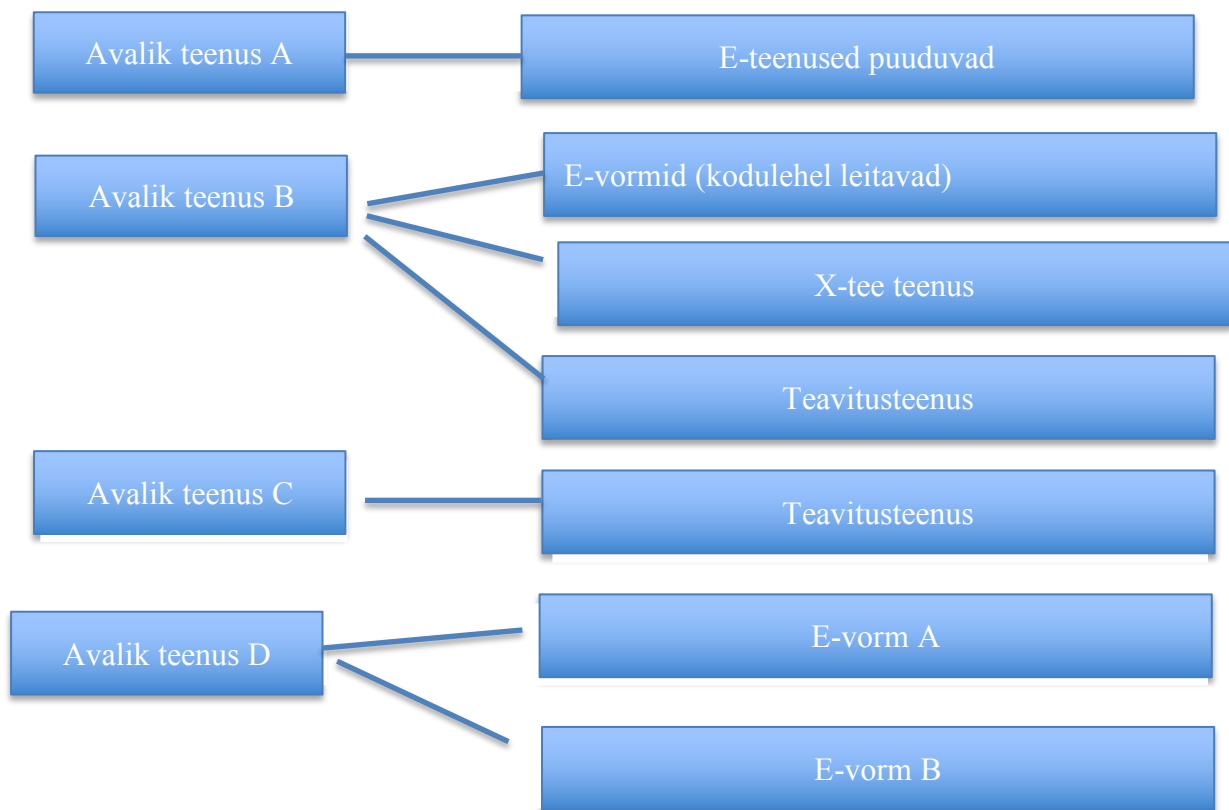 Avalik teenus A
E-teenused puuduvad
Avalik teenus B
E-vormid (kodulehel leitavad)
X-tee teenus
Teavitusteenus
Avalik teenus C
Teavitusteenus
Avalik teenus D
E-vorm A
E-vorm B